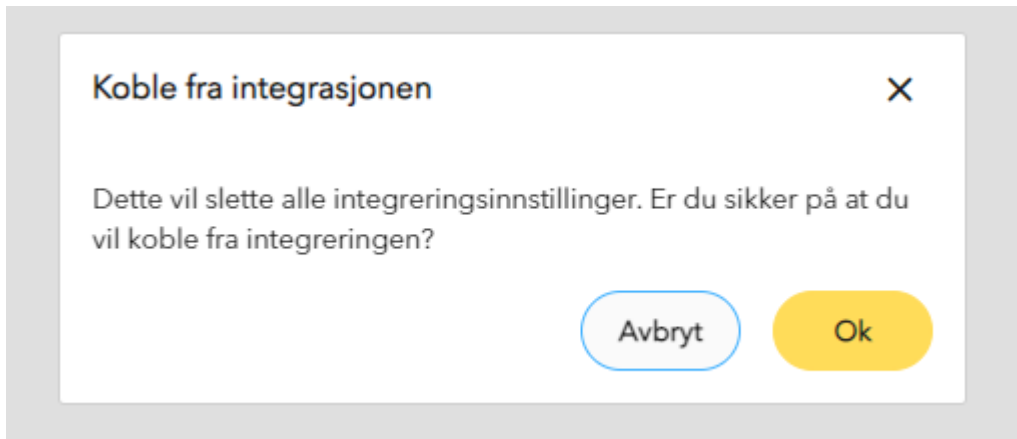 Koble fra integrasjonen
Dette vil slette alle integreringsinnstillinger. Er du sikker på at du
vil koble fra integreringen?
Avbryt
Ok